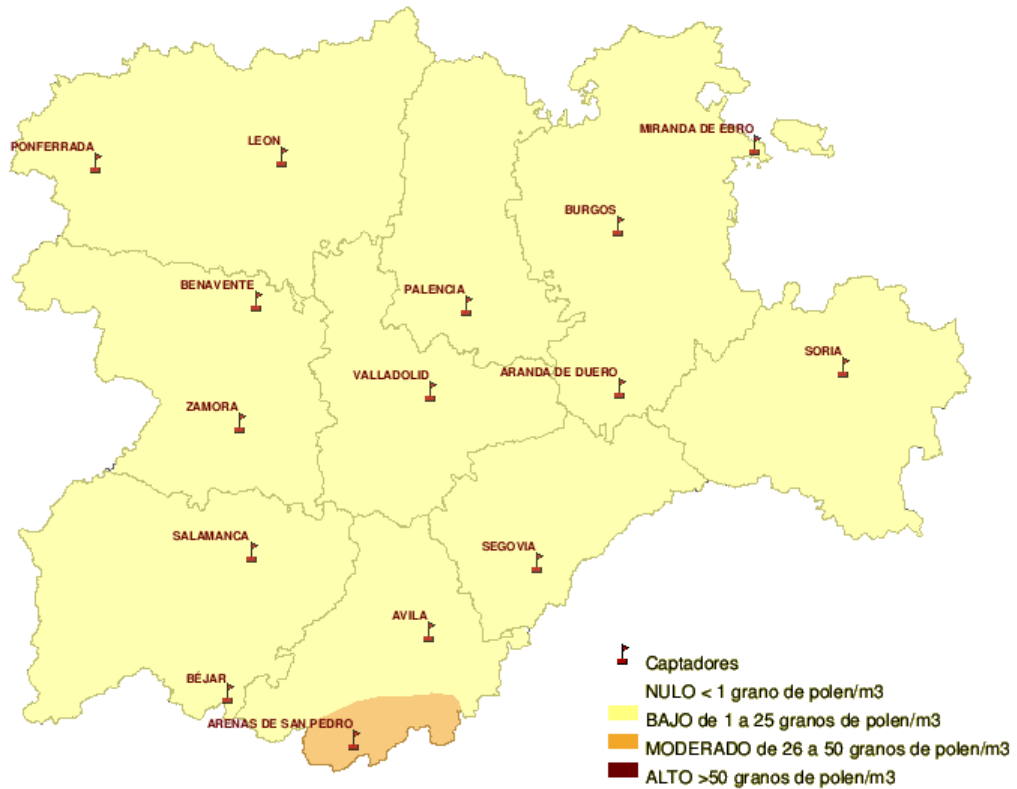 MIRANDA DE EBRO
PONFERRADA
LEON
BURGOS
BENAVENTE
PALENCIA
SORIA
VALLADOLID
ARANDA DE DUERO
ZAMORA
SALAMANCA
SEGOVIA
AVILA
BÉJAR
ARENAS DE SAN PEDRO
Captadores
NULO < 1 grano de polen/m3
BAJO de 1 a 25 granos de polen/m3
MODERADO de 26 a 50 granos de polen/m3
ALTO >50 granos de polen/m3